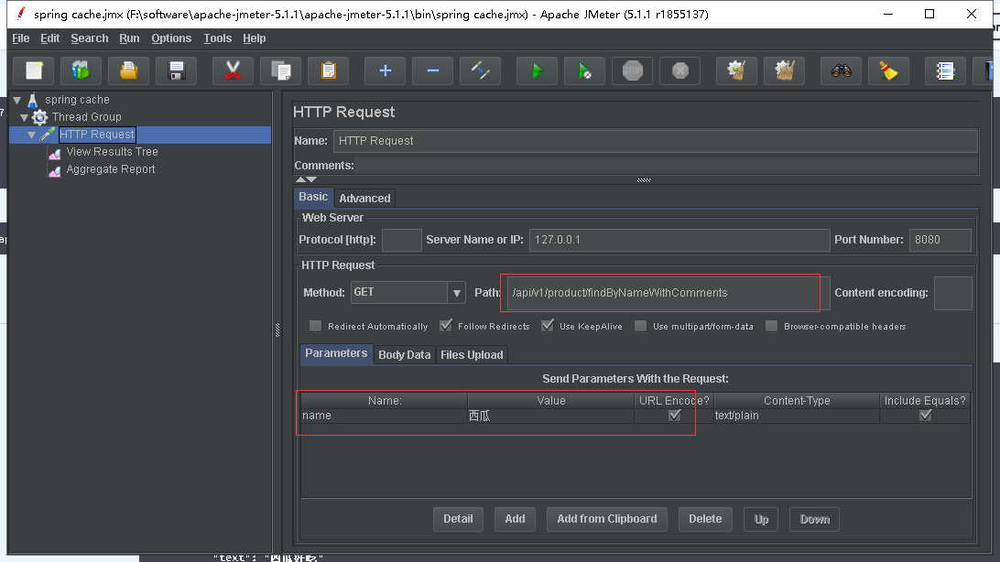 spring cache.jmx (F:\software\apache-jmeter-5.1.1\apache-jmeter-5.1.1\bin\spring cache.jmx) - Apache JMeter (5.1.1 r1855137)
File Edit Search Run Options Tools Help
STOP
spring cache
Thread Group
HTTP Request
View Results Tree
Aggregate Report
HTTP Request
Name: HTTP Request
Comments:
Basic Advanced
Web Server
Protocol [http]: Server Name or IP: 127.0.0.1 Port Number: 8080
HTTP Request
Method: GET Path: /api/v1/product/findByNameWithComments Content encoding:
Redirect Automatically Follow Redirects Use KeepAlive Use multipart/form-data Browser-compatible headers
Parameters Body Data Files Upload
Send Parameters With the Request:
Name: Value URL Encode? Content-Type Include Equals?
name 西瓜 text/plain
Detail Add Add from Clipboard Delete Up Down
"text": "西瓜好吃"